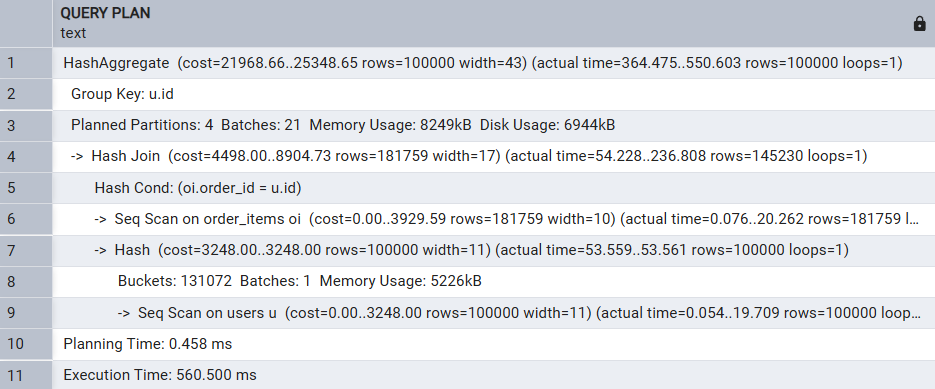 QUERY PLAN
text
1 HashAggregate (cost=21968.66..25348.65 rows=100000 width=43) (actual time=364.475..550.603 rows=100000 loops=1)
2 Group Key: u.id
3 Planned Partitions: 4 Batches: 21 Memory Usage: 8249kB Disk Usage: 6944kB
4 -> Hash Join (cost=4498.00..8904.73 rows=181759 width=17) (actual time=54.228..236.808 rows=145230 loops=1)
5 Hash Cond: (oi.order_id = u.id)
6 -> Seq Scan on order_items oi (cost=0.00..3929.59 rows=181759 width=10) (actual time=0.076..20.262 rows=181759 l...
7 -> Hash (cost=3248.00..3248.00 rows=100000 width=11) (actual time=53.559..53.561 rows=100000 loops=1)
8 Buckets: 131072 Batches: 1 Memory Usage: 5226kB
9 -> Seq Scan on users u (cost=0.00..3248.00 rows=100000 width=11) (actual time=0.054..19.709 rows=100000 loop...
10 Planning Time: 0.458 ms
11 Execution Time: 560.500 ms